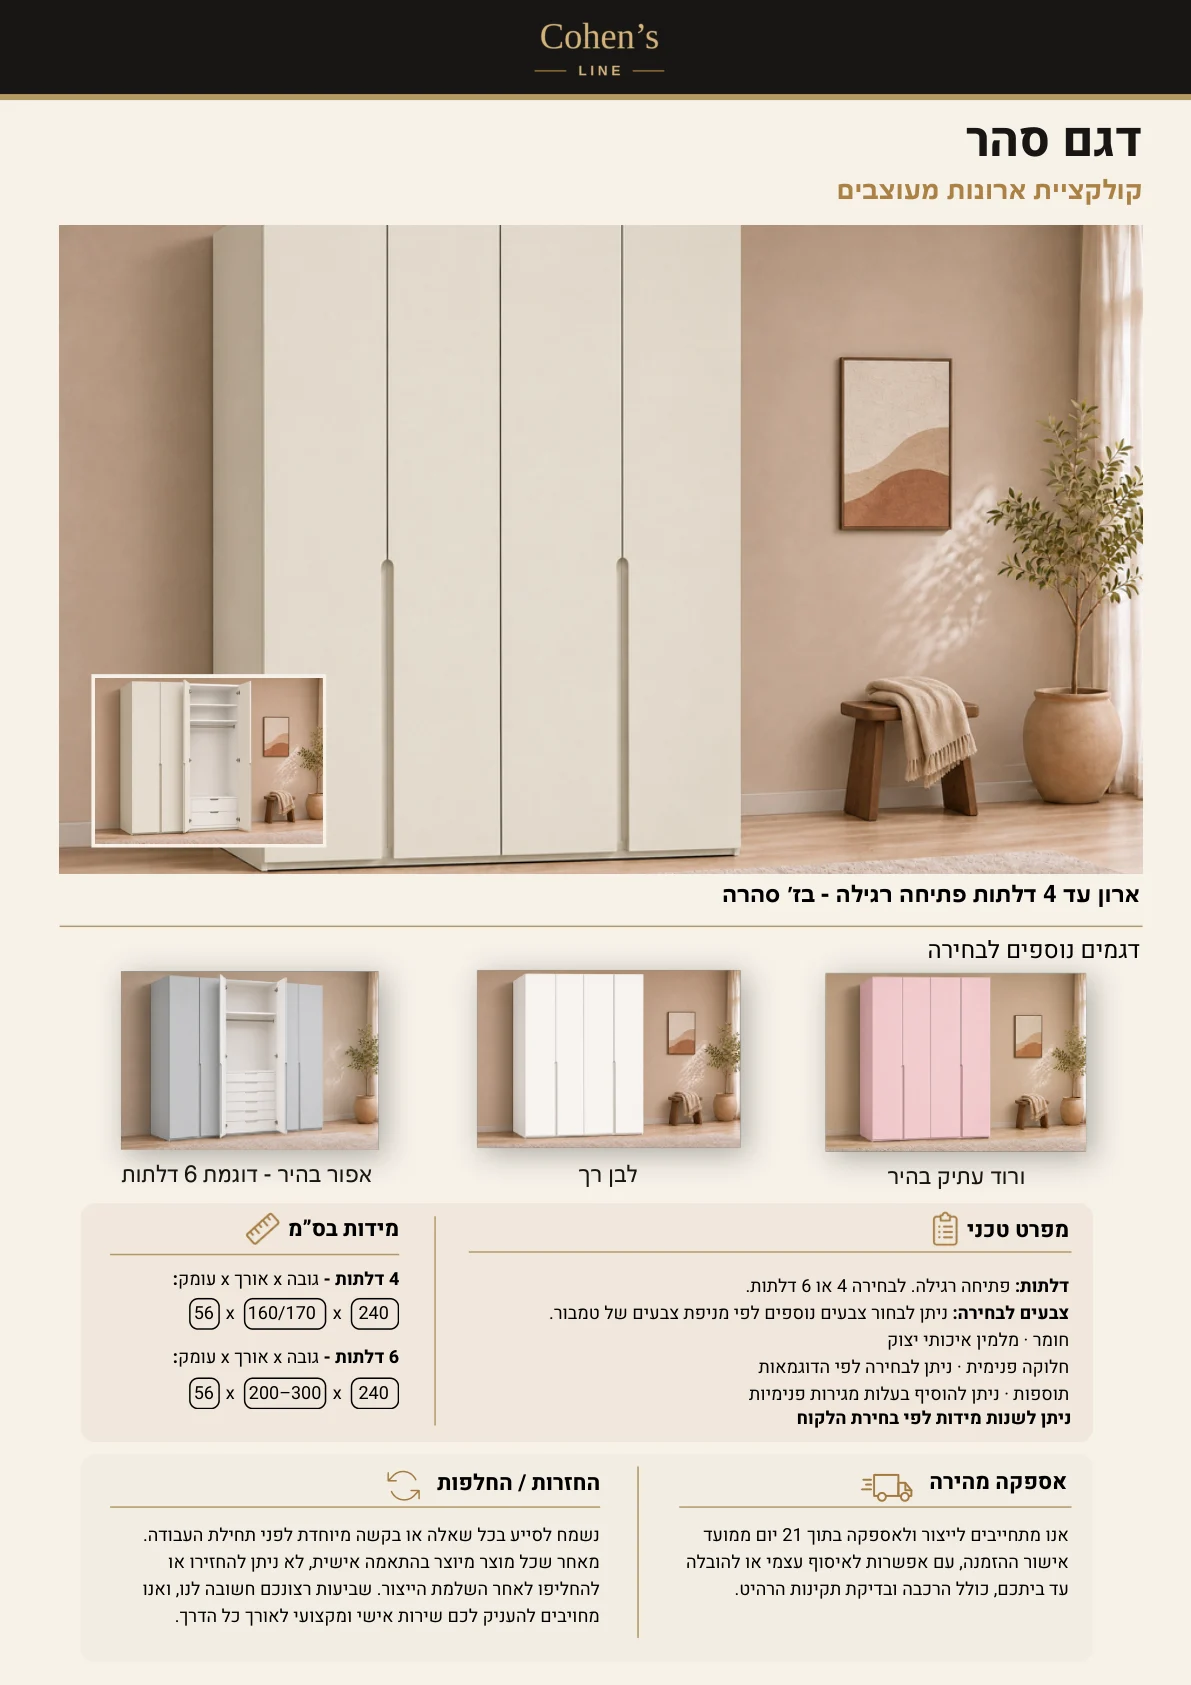 Cohen’s
LINE
דגם סהר
קולקציית ארונות מעוצבים
ארון עד 4 דלתות פתיחה רגילה - בז’ סהרה
דגמים נוספים לבחירה
ורוד עתיק בהיר
לבן רך
אפור בהיר - דוגמת 6 דלתות
מפרט טכני
דלתות: פתיחה רגילה. לבחירה 4 או 6 דלתות.
צבעים לבחירה: ניתן לבחור צבעים נוספים לפי מניפת צבעים של טמבור.
חומר · מלמין איכותי יצוק
חלוקה פנימית · ניתן לבחירה לפי הדוגמאות
תוספות · ניתן להוסיף בעלות מגירות פנימיות
ניתן לשנות מידות לפי בחירת הלקוח
מידות בס”מ
4 דלתות - גובה x אורך x עומק:
240 x 160/170 x 56
6 דלתות - גובה x אורך x עומק:
240 x 200–300 x 56
אספקה מהירה
אנו מתחייבים לייצור ולאספקה בתוך 21 יום ממועד
אישור ההזמנה, עם אפשרות לאיסוף עצמי או להובלה
עד ביתכם, כולל הרכבה ובדיקת תקינות הרהיט.
החזרות / החלפות
נשמח לסייע בכל שאלה או בקשה מיוחדת לפני תחילת העבודה.
מאחר שכל מוצר מיוצר בהתאמה אישית, לא ניתן להחזירו או
להחליפו לאחר השלמת הייצור. שביעות רצונכם חשובה לנו, ואנו
מחויבים להעניק לכם שירות אישי ומקצועי לאורך כל הדרך.